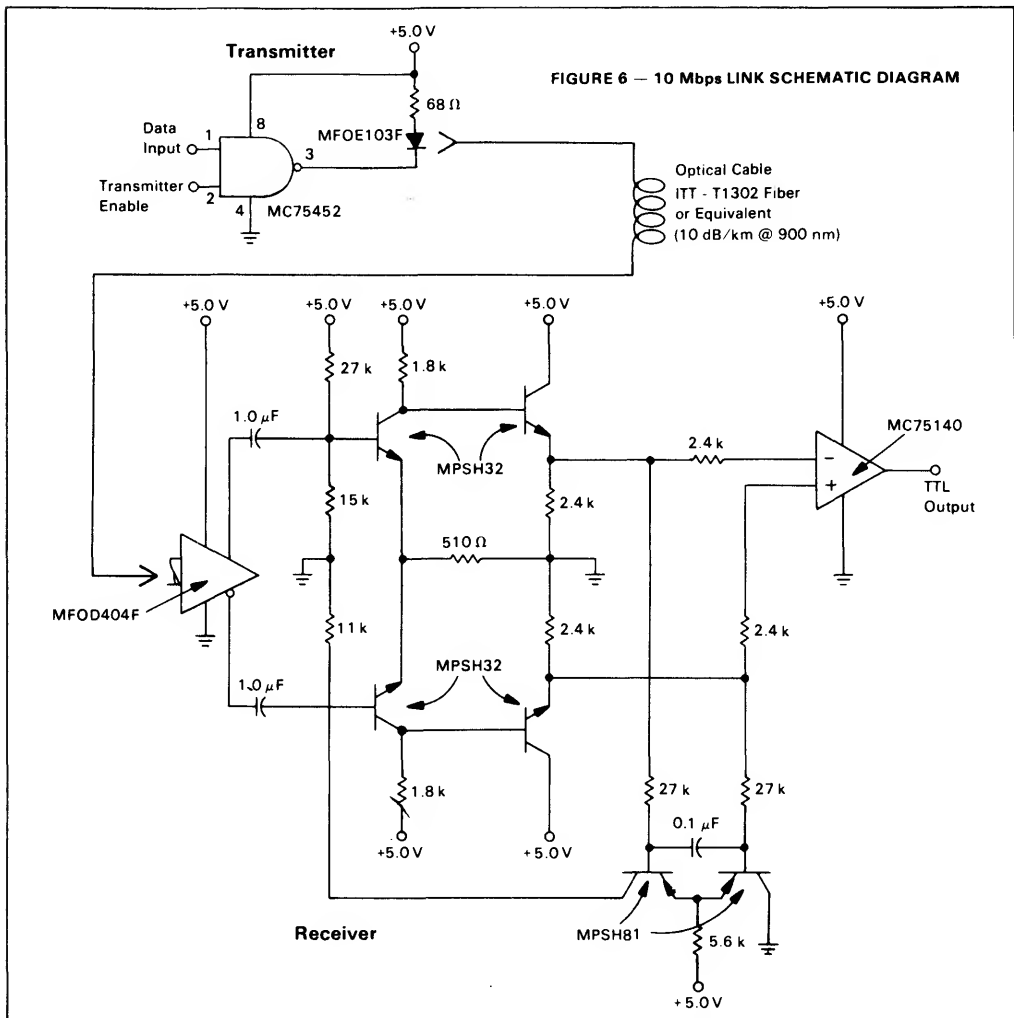 +5.0 V
Transmitter
FIGURE 6 — 10 Mbps LINK SCHEMATIC DIAGRAM
68 Ω
8
Data
Input
1
MFOE103F
3
Transmitter
Enable
2
4
MC75452
Optical Cable
ITT - T1302 Fiber
or Equivalent
(10 dB/km @ 900 nm)
+5.0 V
+5.0 V
+5.0 V
+5.0 V
+5.0 V
27 k
1.8 k
1.0 µF
MC75140
MPSH32
2.4 k
−
+
TTL
Output
15 k
2.4 k
510 Ω
MFOD404F
11 k
2.4 k
2.4 k
MPSH32
1.0 µF
1.8 k
27 k
27 k
0.1 µF
+5.0 V
+5.0 V
Receiver
MPSH81
5.6 k
+5.0 V